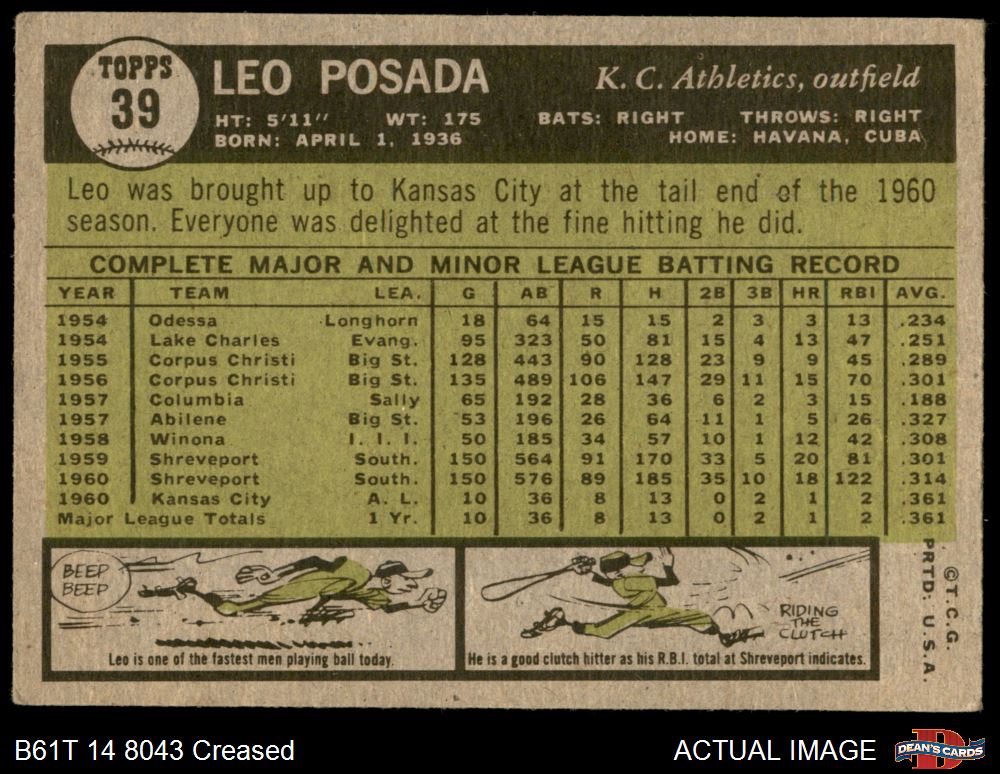 TOPPS
39
LEO POSADA
K. C. Athletics, outfield
HT: 5'11" WT: 175 BATS: RIGHT THROWS: RIGHT
BORN: APRIL 1, 1936 HOME: HAVANA, CUBA
Leo was brought up to Kansas City at the tail end of the 1960
season. Everyone was delighted at the fine hitting he did.
COMPLETE MAJOR AND MINOR LEAGUE BATTING RECORD
YEAR TEAM LEA. G AB R H 2B 3B HR RBI AVG.
1954 Odessa Longhorn 18 64 15 15 2 3 3 13 .234
1954 Lake Charles Evang. 95 323 50 81 15 4 13 47 .251
1955 Corpus Christi Big St. 128 443 90 128 23 9 9 45 .289
1956 Corpus Christi Big St. 135 489 106 147 29 11 15 70 .301
1957 Columbia Sally 65 192 28 36 6 2 3 15 .188
1957 Abilene Big St. 53 196 26 64 11 1 5 26 .327
1958 Winona I. I. I. 50 185 34 57 10 1 12 42 .308
1959 Shreveport South. 150 564 91 170 33 5 20 81 .301
1960 Shreveport South. 150 576 89 185 35 10 18 122 .314
1960 Kansas City A. L. 10 36 8 13 0 2 1 2 .361
Major League Totals 1 Yr. 10 36 8 13 0 2 1 2 .361
BEEP
BEEP
Leo is one of the fastest men playing ball today.
RIDING
THE
CLUTCH
He is a good clutch hitter as his R.B.I. total at Shreveport indicates.
©T.C.G.
PRTD: U.S.A.
B61T 14 8043 Creased
ACTUAL IMAGE
D
DEAN'S CARDS